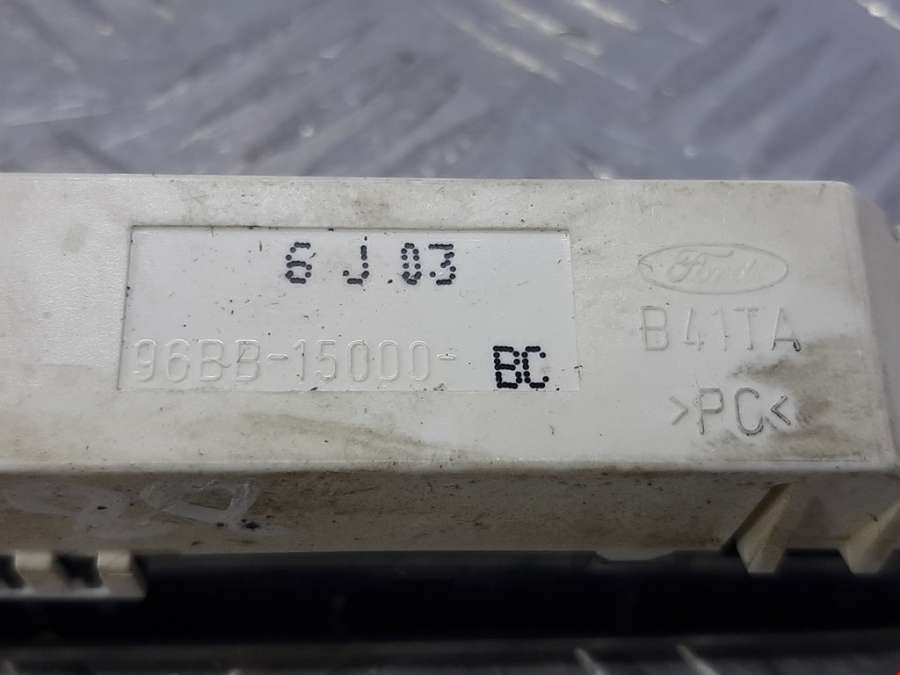 6 J 03
96BB-15000- BC
Ford
B41TA
>PC<